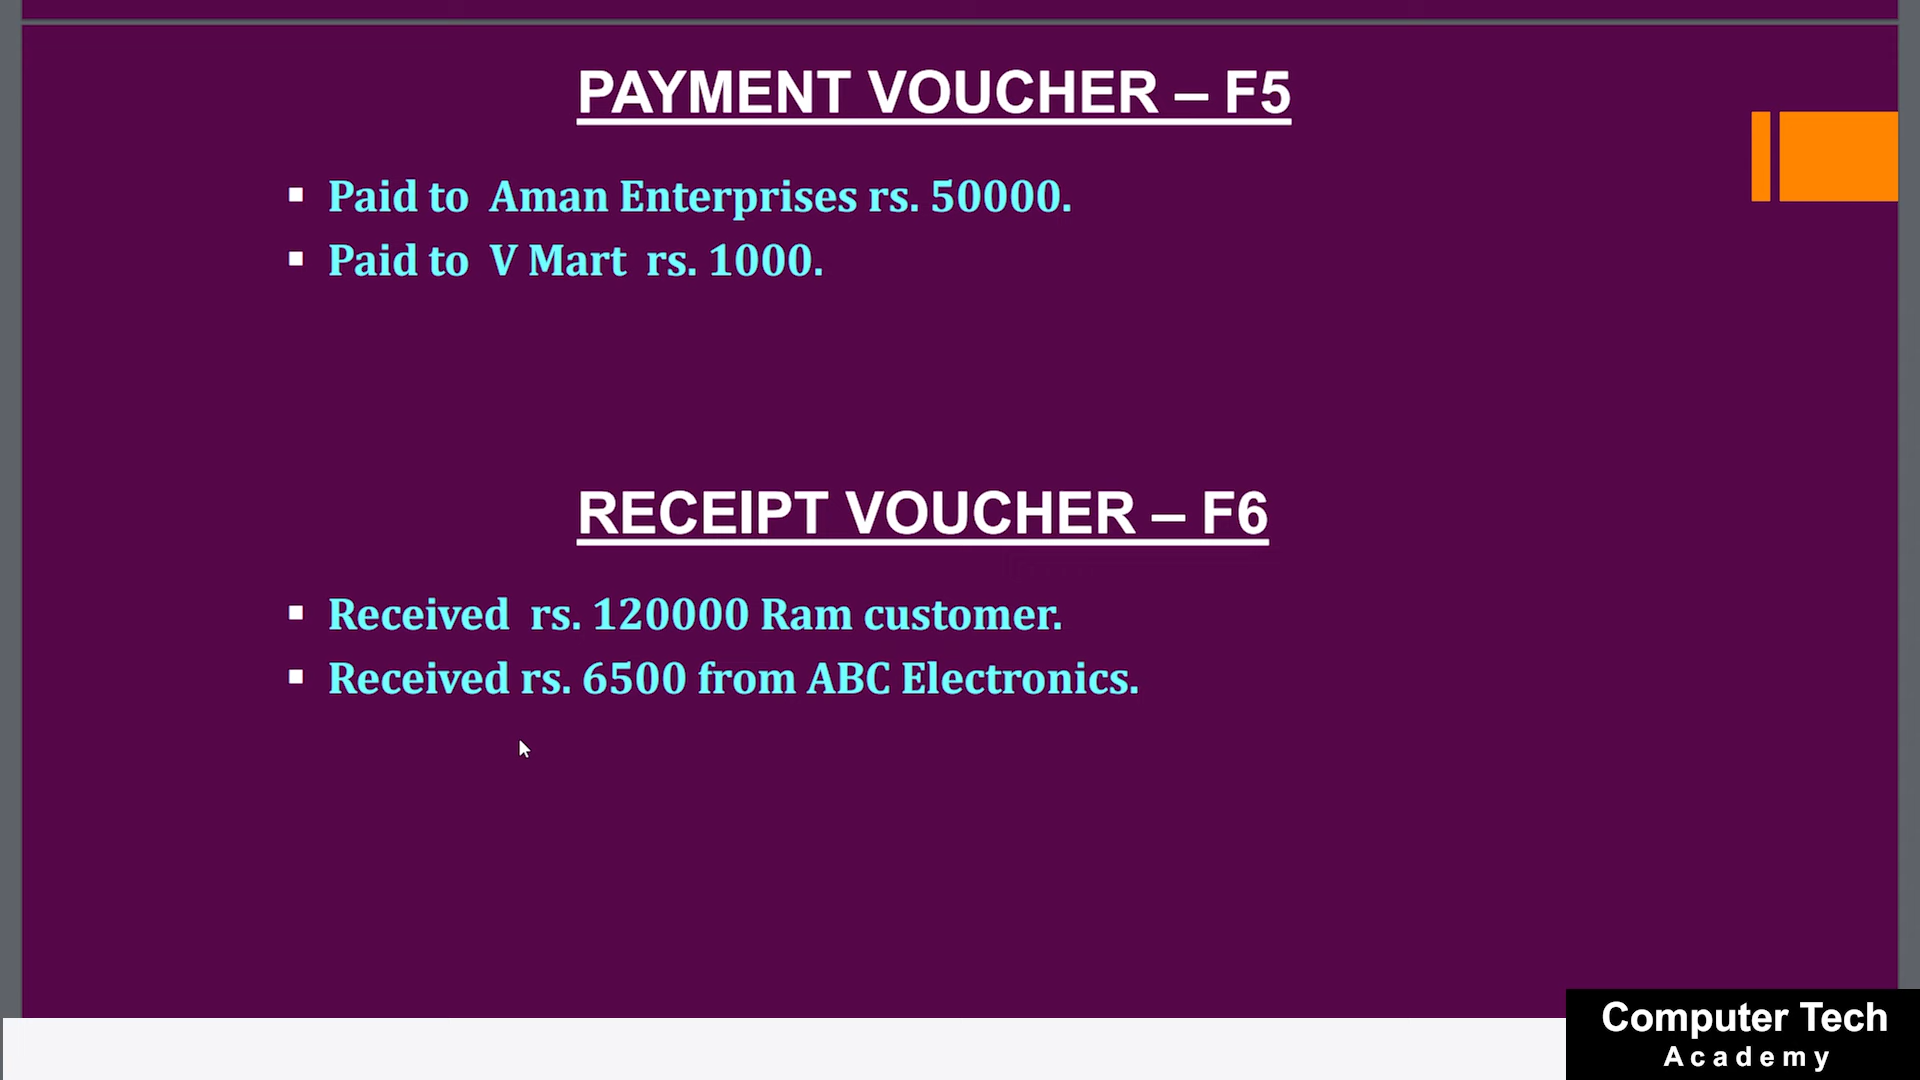 PAYMENT VOUCHER – F5
▪ Paid to Aman Enterprises rs. 50000.
▪ Paid to V Mart rs. 1000.
RECEIPT VOUCHER – F6
▪ Received rs. 120000 Ram customer.
▪ Received rs. 6500 from ABC Electronics.
Computer Tech
Academy